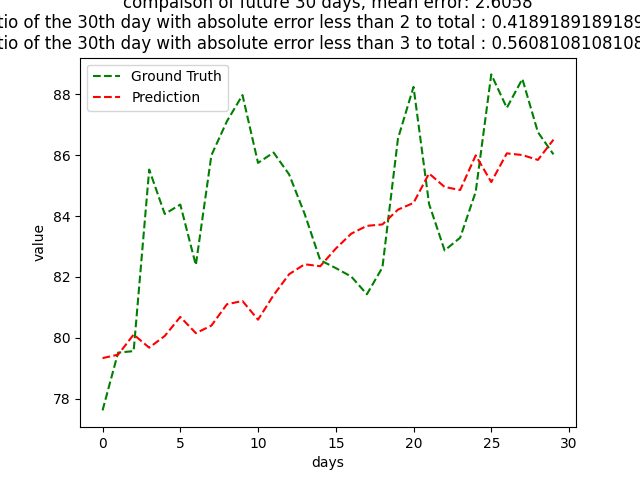 compaison of future 30 days, mean error: 2.6058
tio of the 30th day with absolute error less than 2 to total : 0.4189189189189
tio of the 30th day with absolute error less than 3 to total : 0.5608108108108
Ground Truth
Prediction
88
86
84
82
80
78
value
0 5 10 15 20 25 30
days